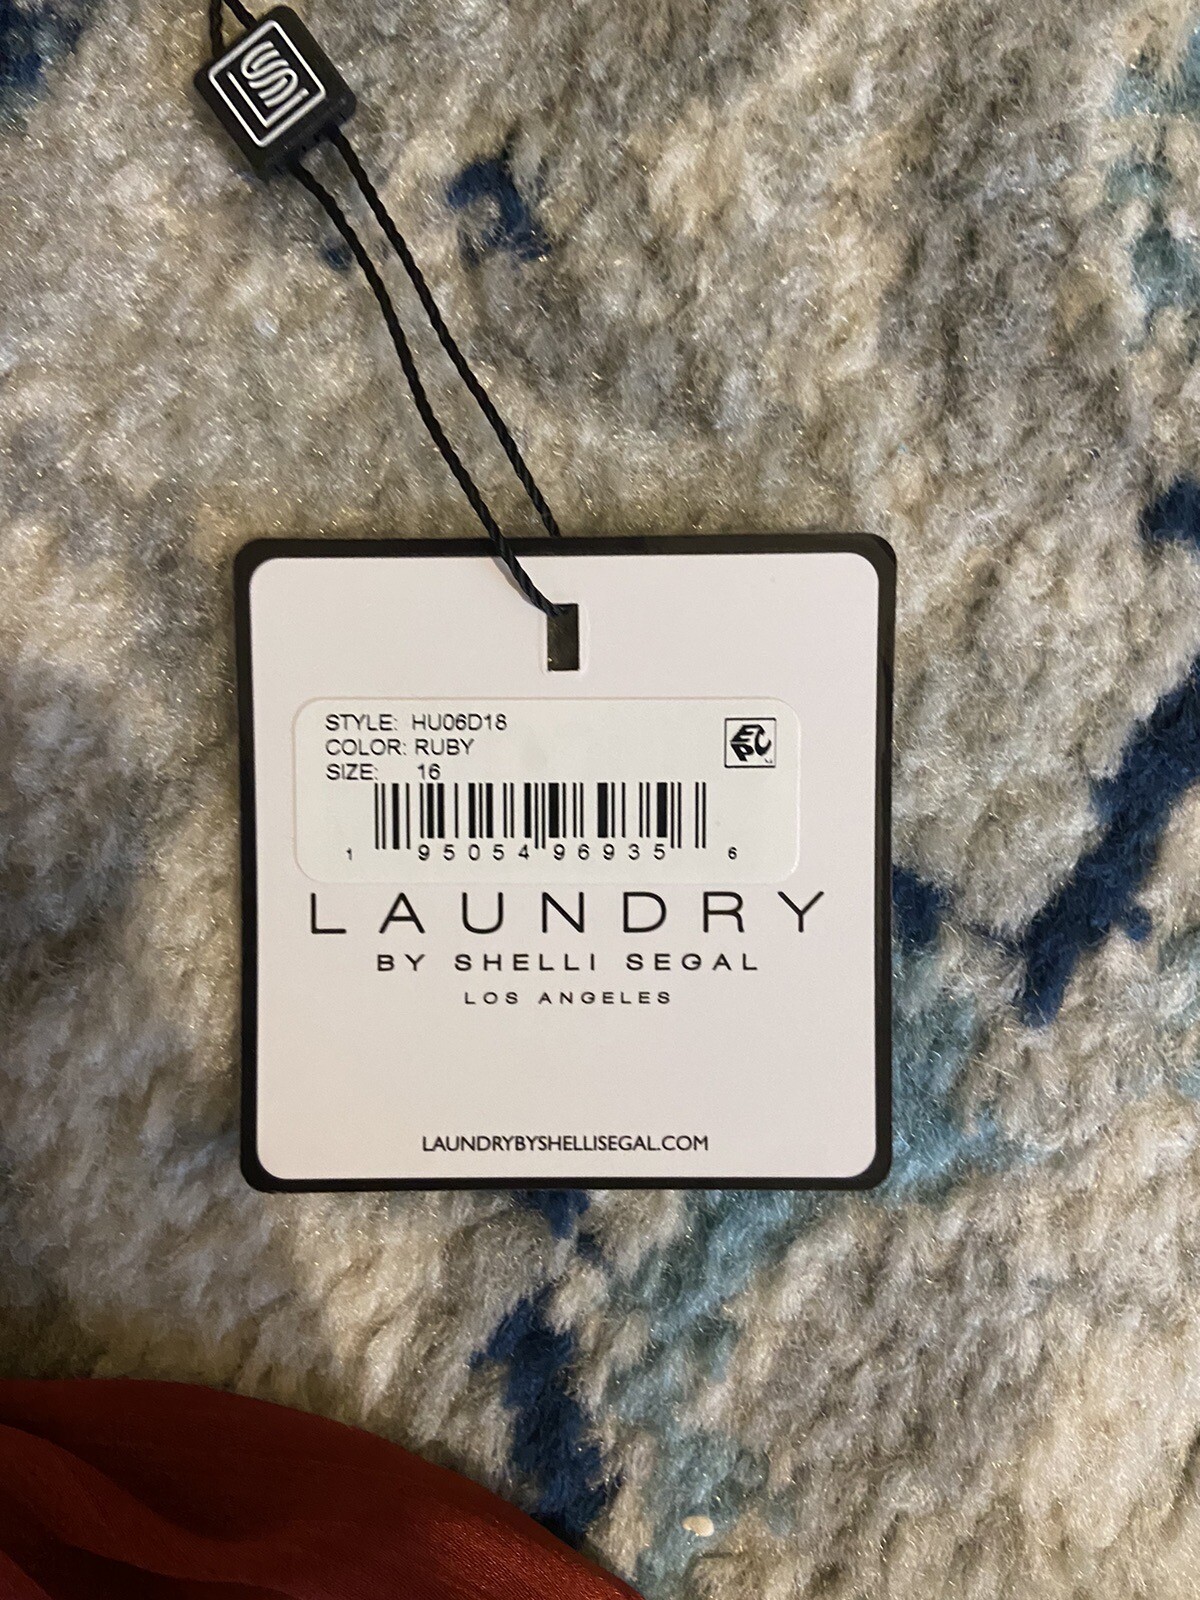 STYLE: HU06D18
COLOR: RUBY
SIZE: 16
1 95054 96935 6
LAUNDRY
BY SHELLI SEGAL
LOS ANGELES
LAUNDRYBYSHELLISEGAL.COM